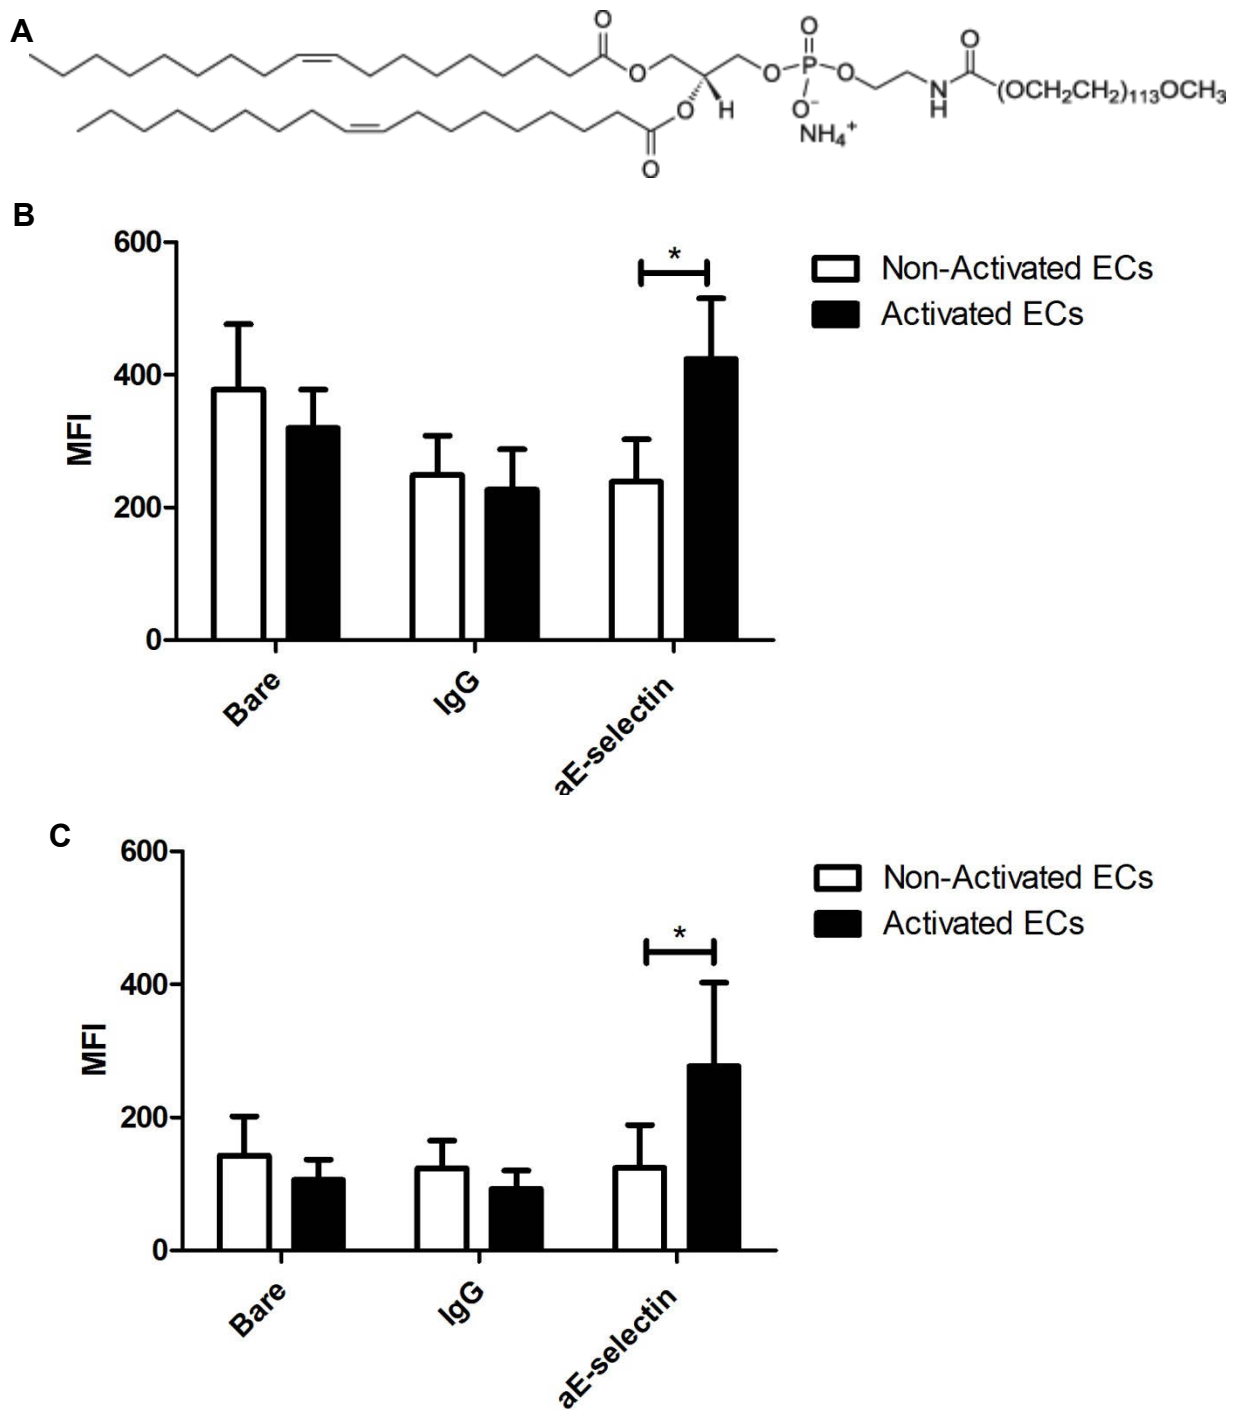 A
O
O
O P O
O
O
N
H
(OCH₂CH₂)₁₁₃OCH₃
O
H
O⁻
NH₄⁺
O
B
600
400
200
0
MFI
*
Non-Activated ECs
Activated ECs
Bare
IgG
aE-selectin
C
600
400
200
0
MFI
*
Non-Activated ECs
Activated ECs
Bare
IgG
aE-selectin